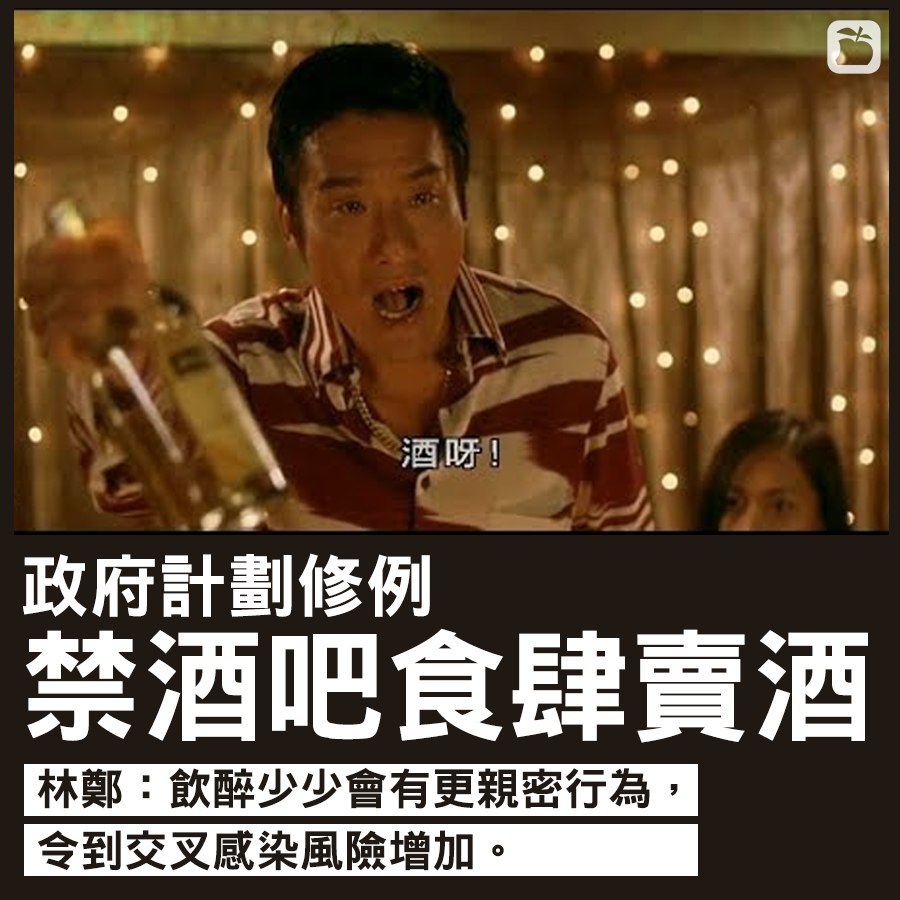 酒呀!
政府計劃修例
禁酒吧食肆賣酒
林鄭：飲醉少少會有更親密行為，
令到交叉感染風險增加。